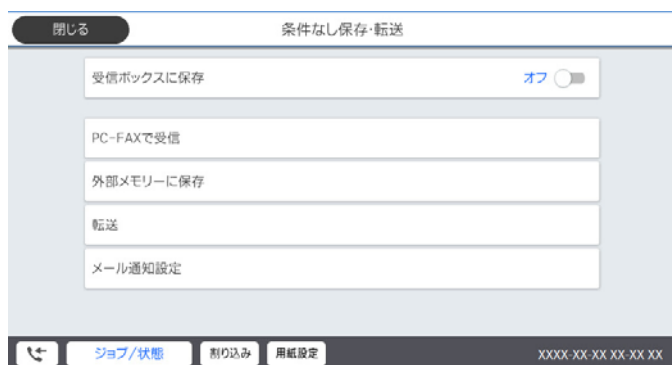 閉じる
条件なし保存・転送
受信ボックスに保存
オフ
PC-FAXで受信
外部メモリーに保存
転送
メール通知設定
ジョブ/状態
割り込み
用紙設定
XXXX-XX-XX XX-XX XX